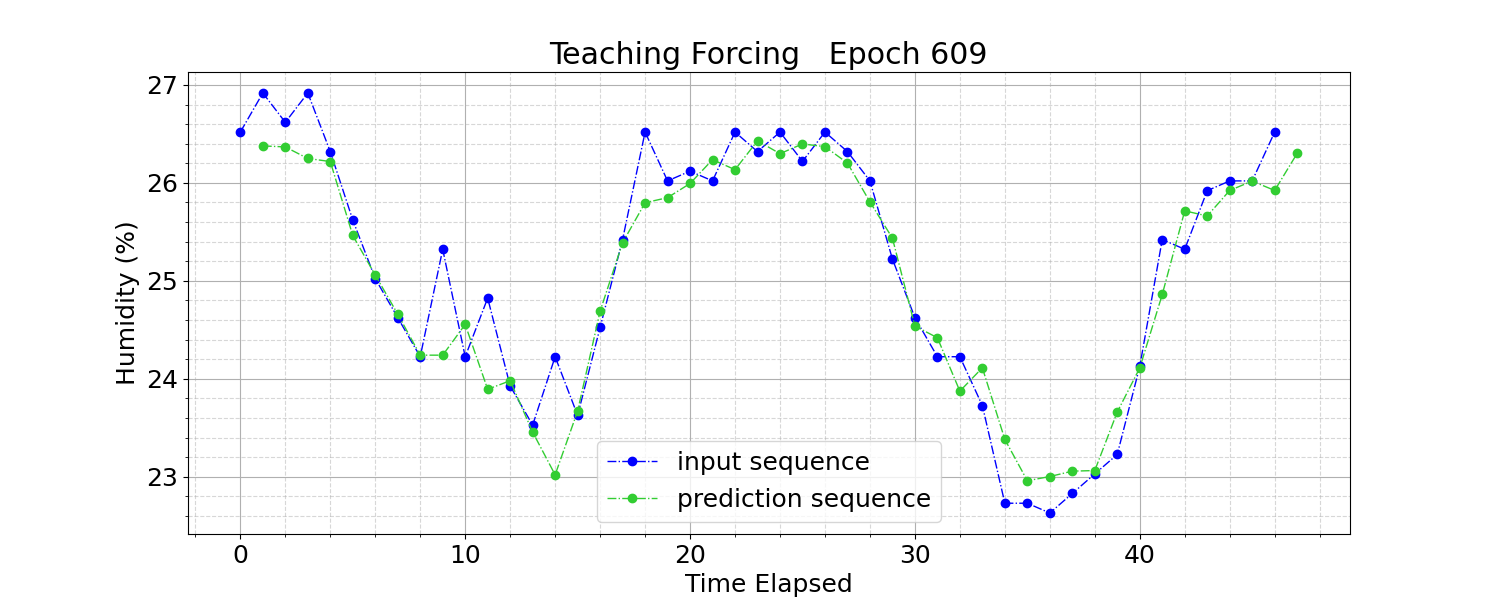 Teaching Forcing   Epoch 609
27
26
25
24
23
Humidity (%)
input sequence
prediction sequence
0 10 20 30 40
Time Elapsed